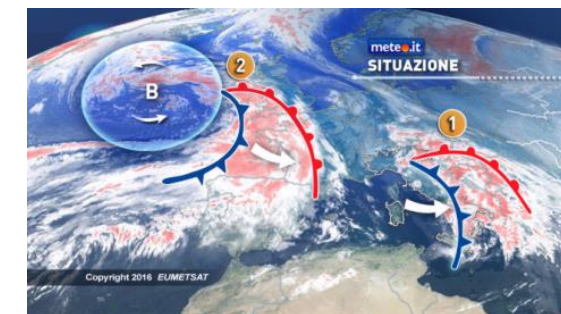 meteo.it
SITUAZIONE
2
B
1
Copyright 2016 EUMETSAT